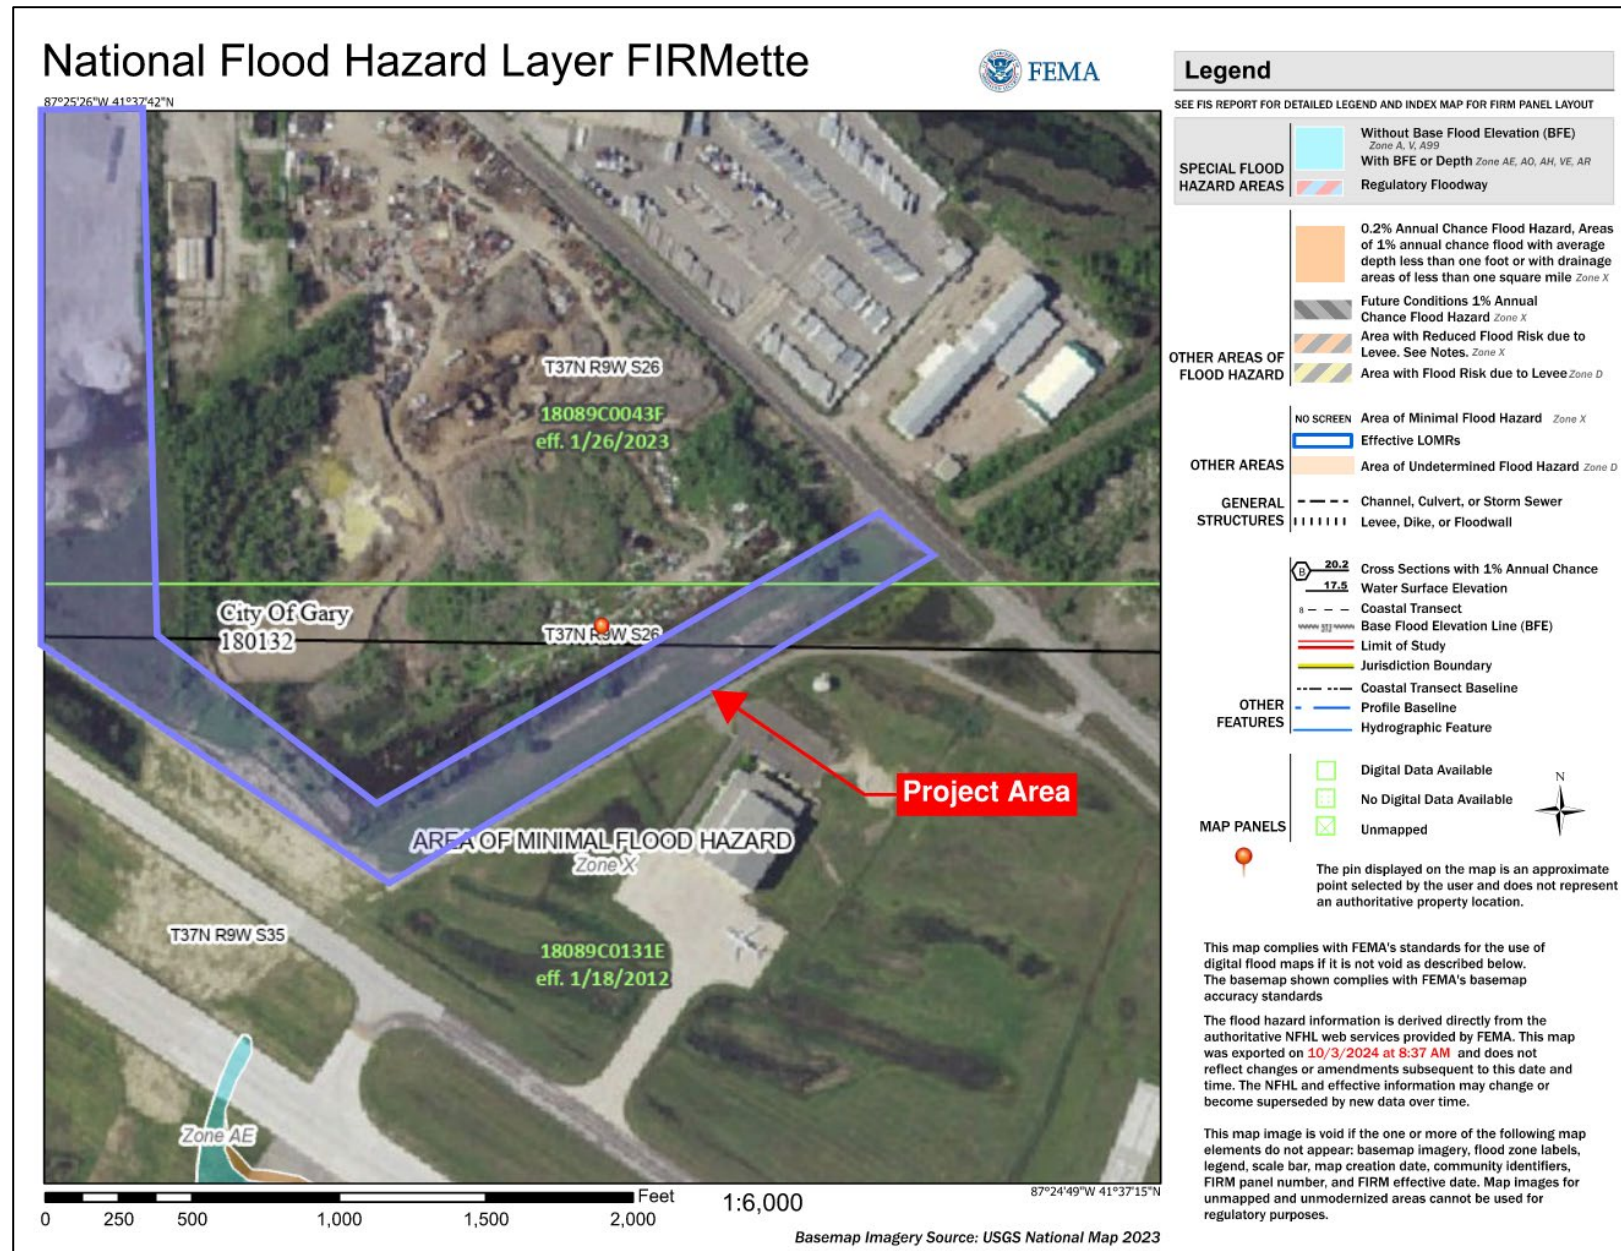 National Flood Hazard Layer FIRMette
FEMA
87°25'26"W 41°37'42"N
T37N R9W S26
18089C0043F
eff. 1/26/2023
City Of Gary
180132
T37N R9W S26
Project Area
AREA OF MINIMAL FLOOD HAZARD
Zone X
T37N R9W S35
18089C0131E
eff. 1/18/2012
Zone AE
Feet
0 250 500 1,000 1,500 2,000
1:6,000
87°24'49"W 41°37'15"N
Basemap Imagery Source: USGS National Map 2023
Legend
SEE FIS REPORT FOR DETAILED LEGEND AND INDEX MAP FOR FIRM PANEL LAYOUT
SPECIAL FLOOD
HAZARD AREAS
Without Base Flood Elevation (BFE)
Zone A, V, A99
With BFE or Depth Zone AE, AO, AH, VE, AR
Regulatory Floodway
OTHER AREAS OF
FLOOD HAZARD
0.2% Annual Chance Flood Hazard, Areas
of 1% annual chance flood with average
depth less than one foot or with drainage
areas of less than one square mile Zone X
Future Conditions 1% Annual
Chance Flood Hazard Zone X
Area with Reduced Flood Risk due to
Levee. See Notes. Zone X
Area with Flood Risk due to Levee Zone D
OTHER AREAS
NO SCREEN Area of Minimal Flood Hazard Zone X
Effective LOMRs
Area of Undetermined Flood Hazard Zone D
GENERAL
STRUCTURES
Channel, Culvert, or Storm Sewer
Levee, Dike, or Floodwall
OTHER
FEATURES
B 20.2 Cross Sections with 1% Annual Chance
17.5 Water Surface Elevation
8 Coastal Transect
Base Flood Elevation Line (BFE)
Limit of Study
Jurisdiction Boundary
Coastal Transect Baseline
Profile Baseline
Hydrographic Feature
MAP PANELS
Digital Data Available
No Digital Data Available
Unmapped
N
The pin displayed on the map is an approximate
point selected by the user and does not represent
an authoritative property location.
This map complies with FEMA's standards for the use of
digital flood maps if it is not void as described below.
The basemap shown complies with FEMA's basemap
accuracy standards
The flood hazard information is derived directly from the
authoritative NFHL web services provided by FEMA. This map
was exported on 10/3/2024 at 8:37 AM and does not
reflect changes or amendments subsequent to this date and
time. The NFHL and effective information may change or
become superseded by new data over time.
This map image is void if the one or more of the following map
elements do not appear: basemap imagery, flood zone labels,
legend, scale bar, map creation date, community identifiers,
FIRM panel number, and FIRM effective date. Map images for
unmapped and unmodernized areas cannot be used for
regulatory purposes.